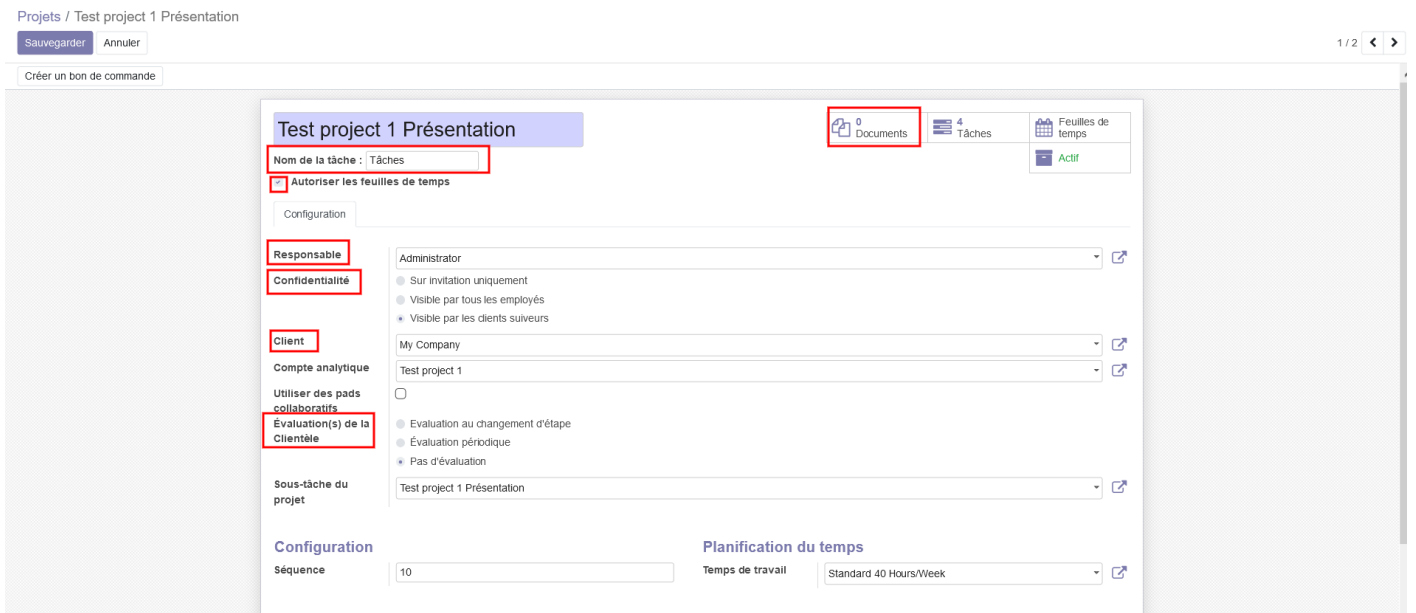 Projets / Test project 1 Présentation
Sauvegarder Annuler 1 / 2
Créer un bon de commande
Test project 1 Présentation
0 Documents
4 Tâches
Feuilles de temps
Actif
Nom de la tâche : Tâches
Autoriser les feuilles de temps
Configuration
Responsable Administrator
Confidentialité Sur invitation uniquement
Visible par tous les employés
Visible par les clients suiveurs
Client My Company
Compte analytique Test project 1
Utiliser des pads
collaboratifs
Évaluation(s) de la
Clientèle
Evaluation au changement d'étape
Évaluation périodique
Pas d'évaluation
Sous-tâche du
projet
Test project 1 Présentation
Configuration Planification du temps
Séquence 10 Temps de travail Standard 40 Hours/Week